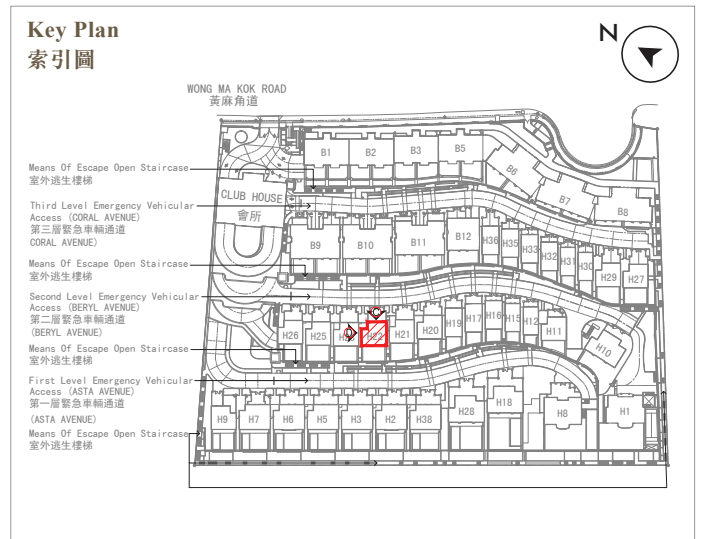 Key Plan
索引圖
N
WONG MA KOK ROAD
黃麻角道
Means Of Escape Open Staircase
室外逃生樓梯
Third Level Emergency Vehicular
Access (CORAL AVENUE)
第三層緊急車輛通道
CORAL AVENUE)
Means Of Escape Open Staircase
室外逃生樓梯
Second Level Emergency Vehicular
Access (BERYL AVENUE)
第二層緊急車輛通道
(BERYL AVENUE)
Means Of Escape Open Staircase
室外逃生樓梯
First Level Emergency Vehicular
Access (ASTA AVENUE)
第一層緊急車輛通道
(ASTA AVENUE)
Means Of Escape Open Staircase
室外逃生樓梯
CLUB HOUSE
會所
B1 B2 B3 B5 B6 B7 B8
B9 B10 B11 B12 H36 H35 H33 H32 H31 H30 H29 H27
H26 H25 H22 H21 H20 H19 H17 H16 H15 H12 H11 H10
H9 H7 H6 H5 H3 H2 H38 H28 H18 H8 H1